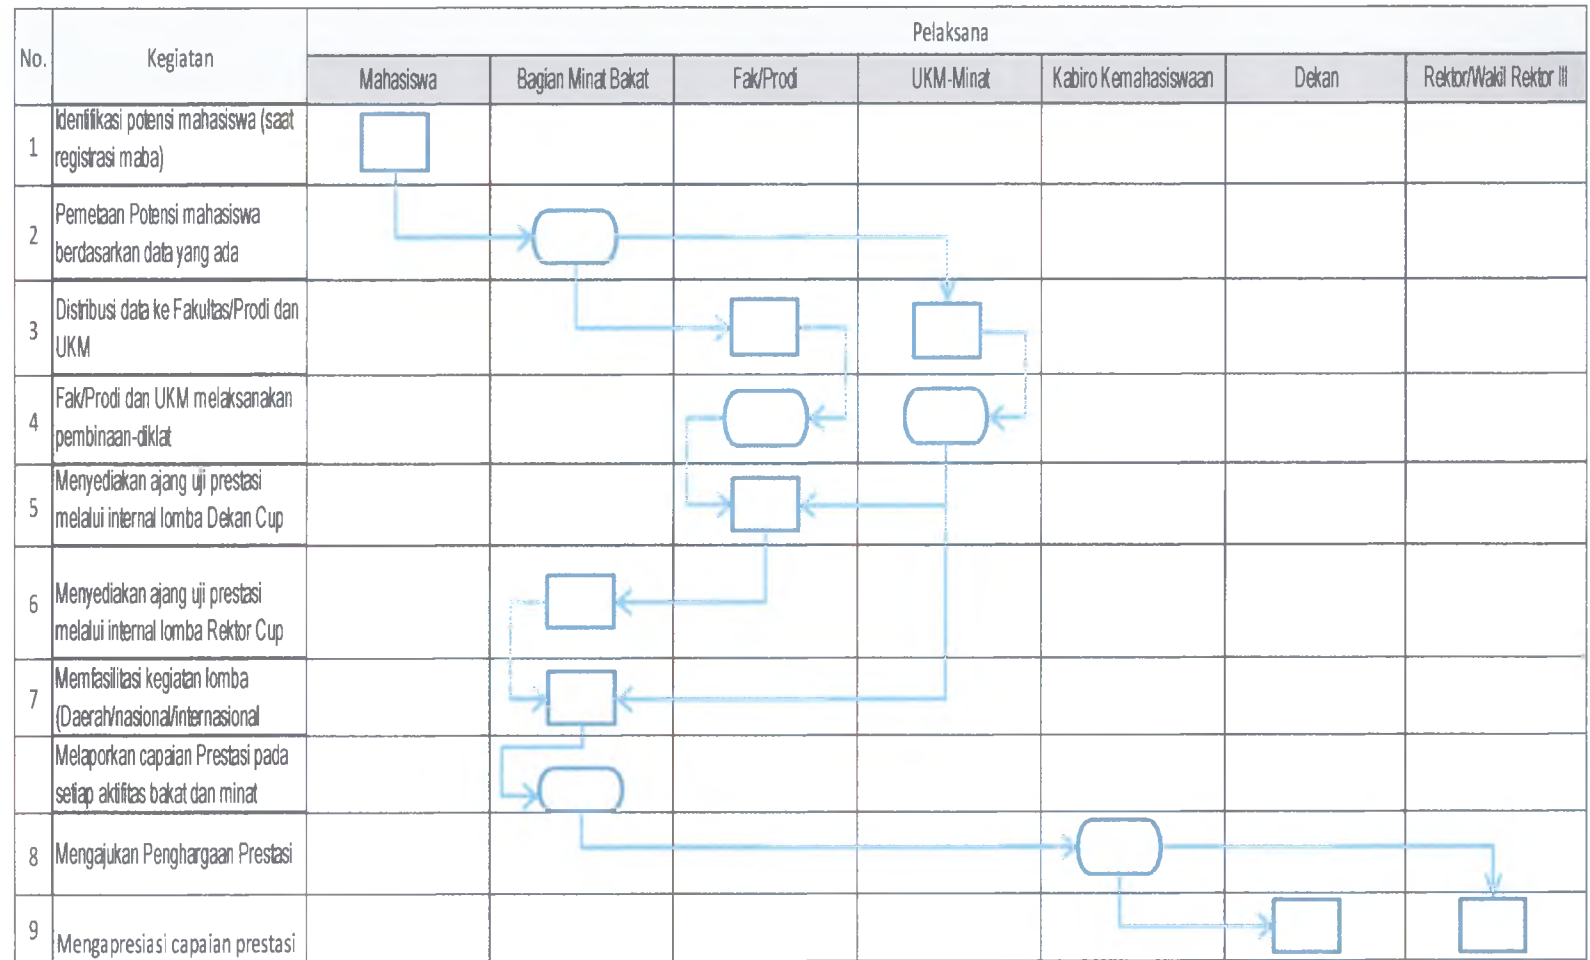 No.
Kegiatan
Pelaksana
Mahasiswa
Bagian Minat Bakat
Fak/Prodi
UKM-Minat
Kabiro Kemahasiswaan
Dekan
Rektor/Wakil Rektor III
1
Identifikasi potensi mahasiswa (saat
registrasi maba)
2
Pemetaan Potensi mahasiswa
berdasarkan data yang ada
3
Distribusi data ke Fakultas/Prodi dan
UKM
4
Fak/Prodi dan UKM melaksanakan
pembinaan-diklat
5
Menyediakan ajang uji prestasi
melalui internal lomba Dekan Cup
6
Menyediakan ajang uji prestasi
melalui internal lomba Rektor Cup
7
Memfasilitasi kegiatan lomba
(Daerah/nasional/internasional
Melaporkan capaian Prestasi pada
setiap aktifitas bakat dan minat
8
Mengajukan Penghargaan Prestasi
9
Mengapresiasi capaian prestasi